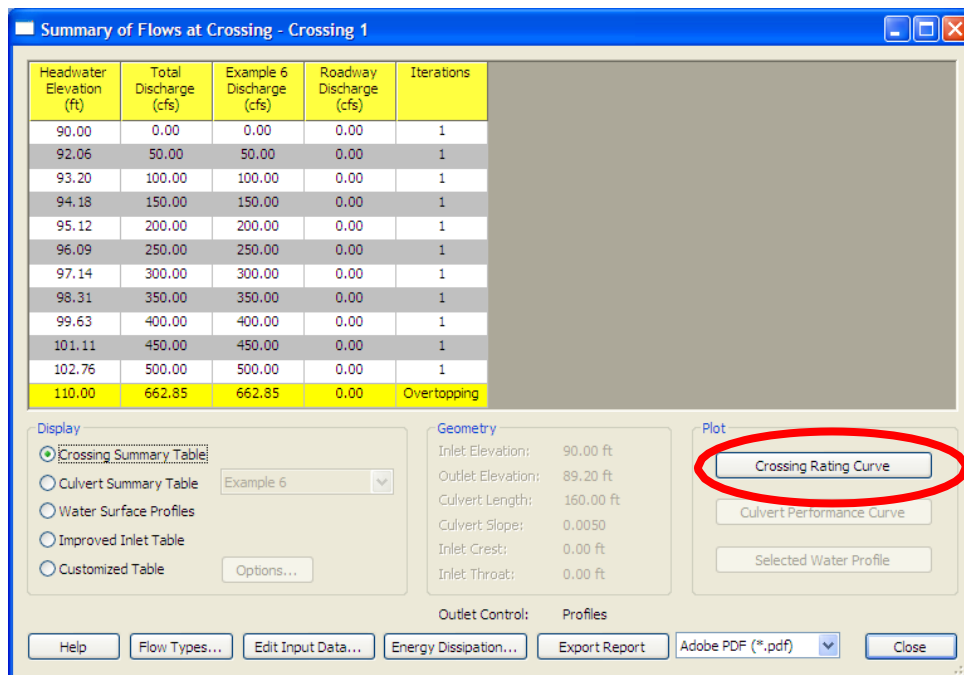 Summary of Flows at Crossing - Crossing 1
Headwater Elevation (ft) Total Discharge (cfs) Example 6 Discharge (cfs) Roadway Discharge (cfs) Iterations
90.00 0.00 0.00 0.00 1
92.06 50.00 50.00 0.00 1
93.20 100.00 100.00 0.00 1
94.18 150.00 150.00 0.00 1
95.12 200.00 200.00 0.00 1
96.09 250.00 250.00 0.00 1
97.14 300.00 300.00 0.00 1
98.31 350.00 350.00 0.00 1
99.63 400.00 400.00 0.00 1
101.11 450.00 450.00 0.00 1
102.76 500.00 500.00 0.00 1
110.00 662.85 662.85 0.00 Overtopping
Display
Crossing Summary Table
Culvert Summary Table Example 6
Water Surface Profiles
Improved Inlet Table
Customized Table Options...
Geometry
Inlet Elevation: 90.00 ft
Outlet Elevation: 89.20 ft
Culvert Length: 160.00 ft
Culvert Slope: 0.0050
Inlet Crest: 0.00 ft
Inlet Throat: 0.00 ft
Outlet Control: Profiles
Plot
Crossing Rating Curve
Culvert Performance Curve
Selected Water Profile
Help Flow Types... Edit Input Data... Energy Dissipation... Export Report Adobe PDF (*.pdf) Close